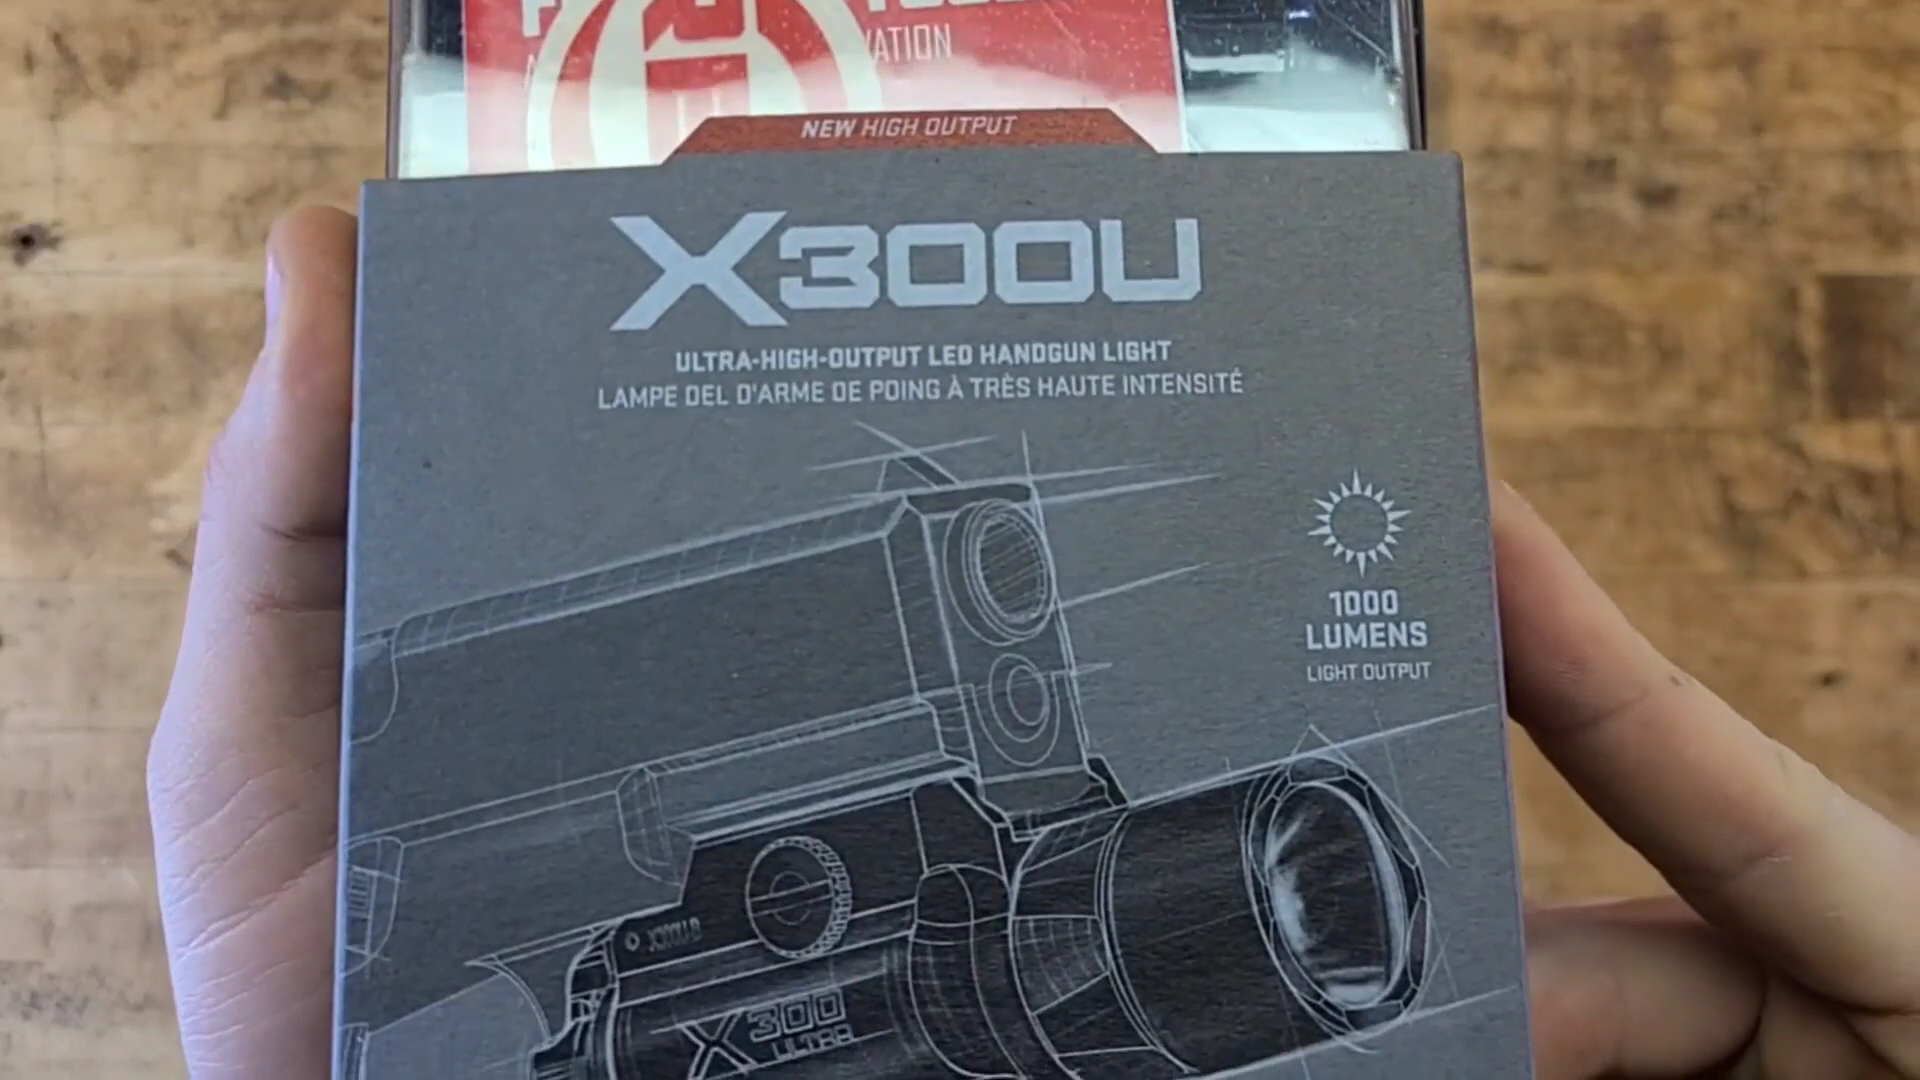 VATION
NEW HIGH OUTPUT
X300U
ULTRA-HIGH-OUTPUT LED HANDGUN LIGHT
LAMPE DEL D'ARME DE POING À TRÈS HAUTE INTENSITÉ
1000
LUMENS
LIGHT OUTPUT
X300U-B
X300
ULTRA